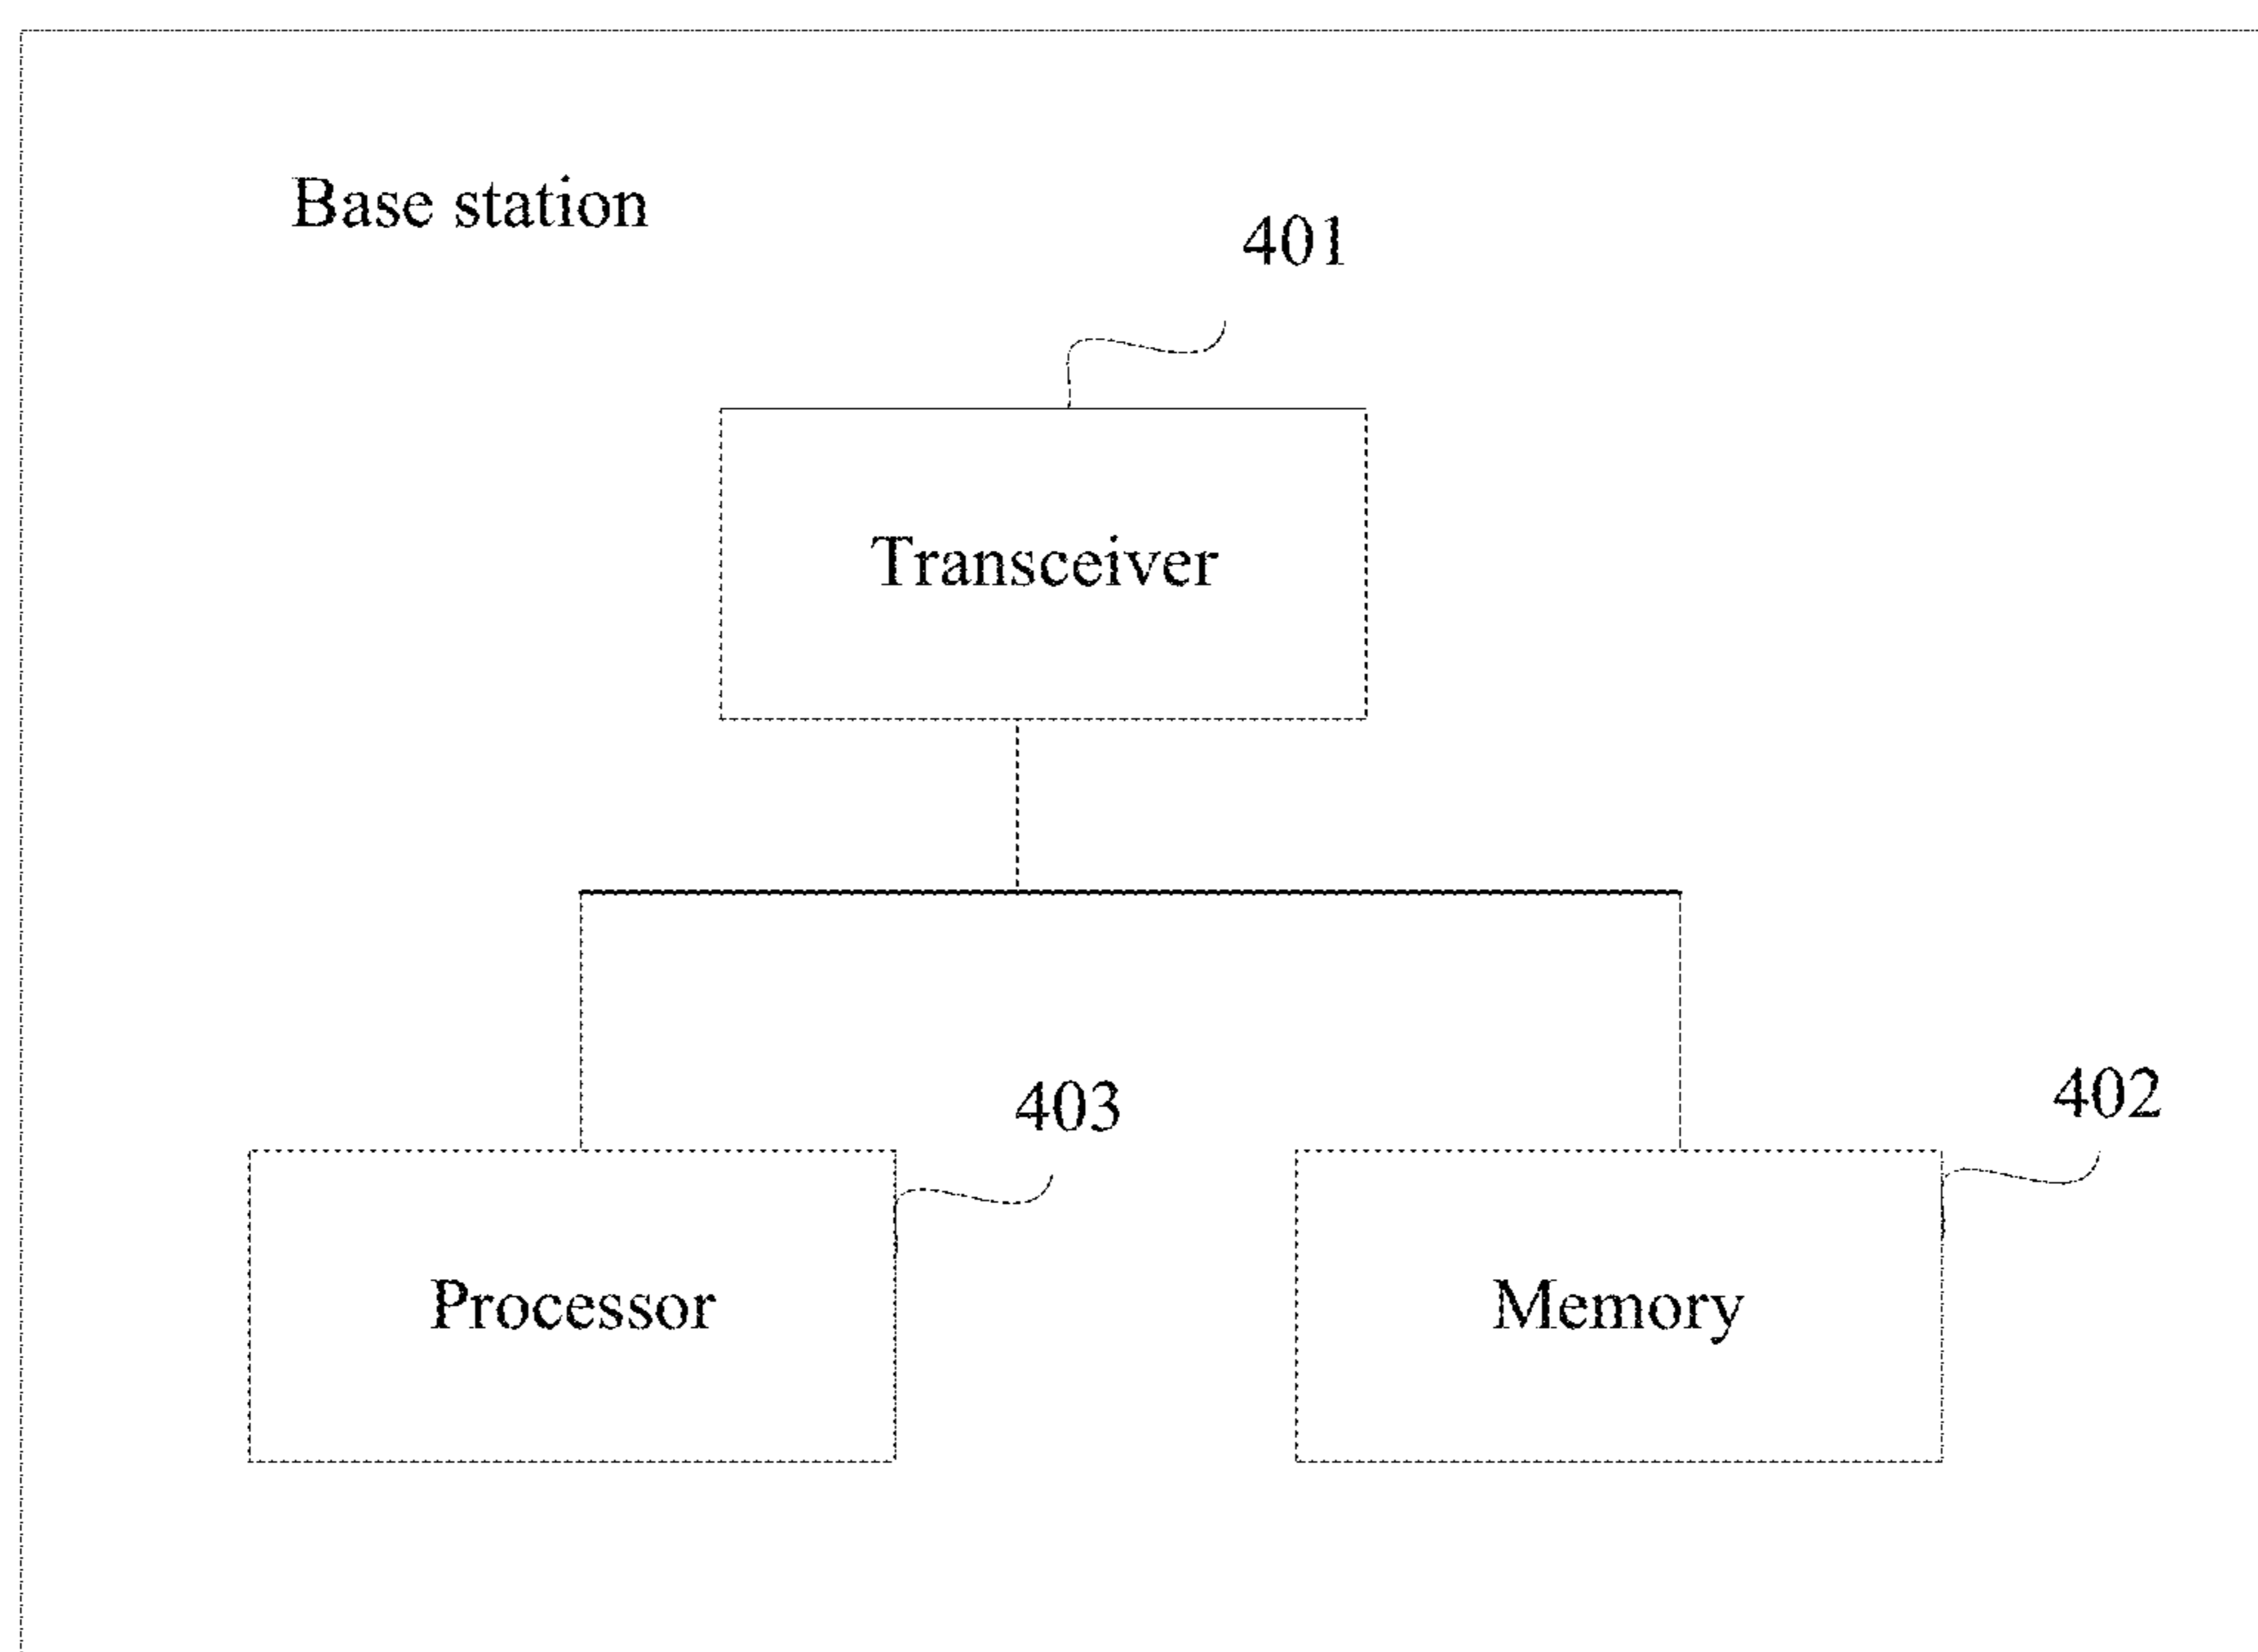 Base station
401
Transceiver
403
402
Processor
Memory